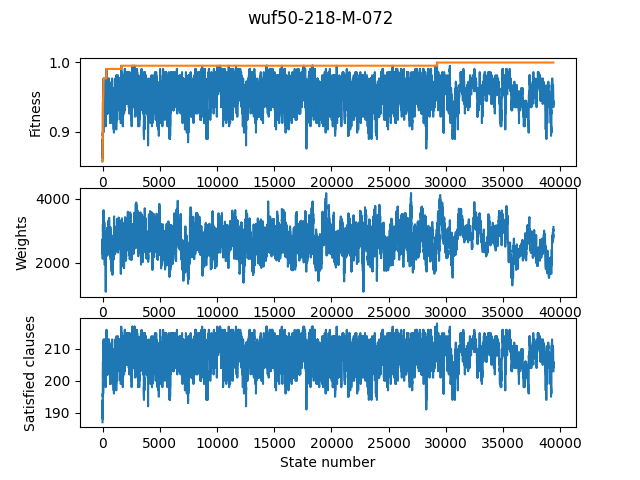 wuf50-218-M-072
1.0
0.9
Fitness
0 5000 10000 15000 20000 25000 30000 35000 40000
4000
2000
Weights
0 5000 10000 15000 20000 25000 30000 35000 40000
210
200
190
Satisfied clauses
0 5000 10000 15000 20000 25000 30000 35000 40000
State number